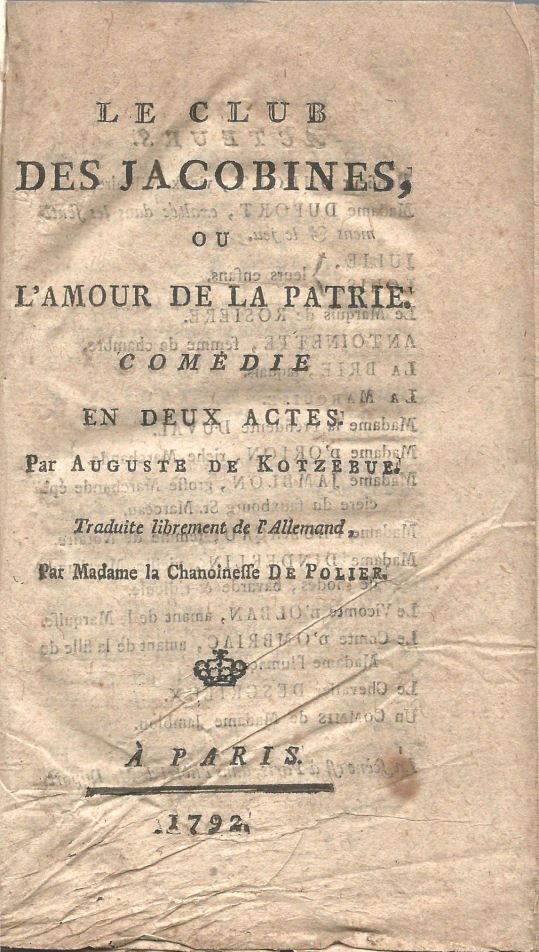 LE CLUB
DES JACOBINES,
OU
L'AMOUR DE LA PATRIE.
COMÉDIE
EN DEUX ACTES.
Par AUGUSTE DE KOTZEBUE.
Traduite librement de l'Allemand,
Par Madame la Chanoineſſe DE POLIER.
À PARIS.
1792.